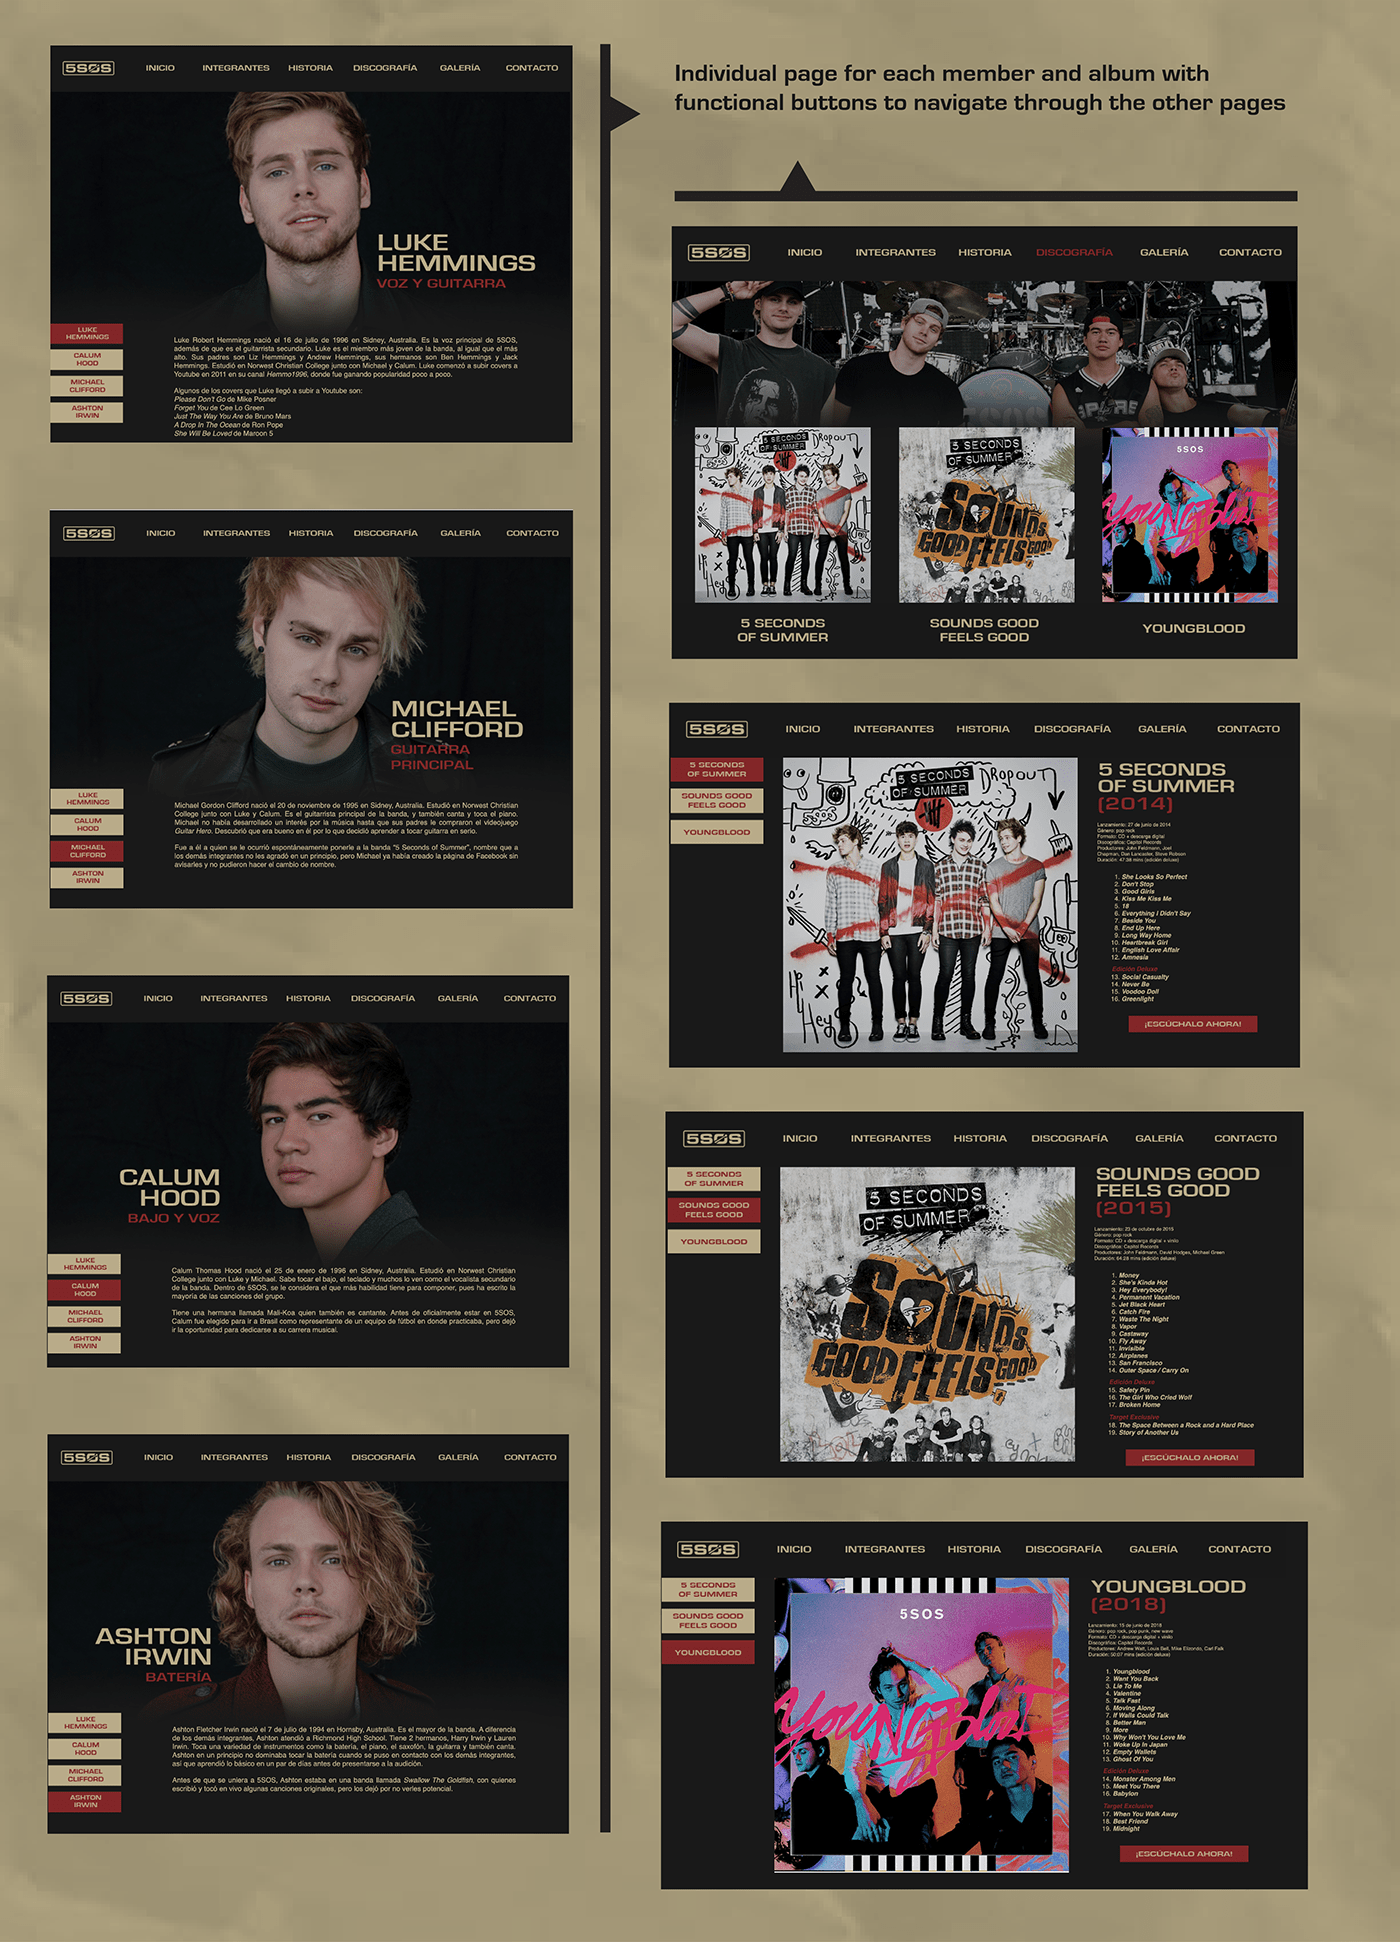 5SOS
INICIO
INTEGRANTES
HISTORIA
DISCOGRAFÍA
GALERÍA
CONTACTO
LUKE
HEMMINGS
VOZ Y GUITARRA
LUKE
HEMMINGS
CALUM
HOOD
MICHAEL
CLIFFORD
ASHTON
IRWIN
Luke Robert Hemmings nació el 16 de julio de 1996 en Sidney, Australia. Es la voz principal de 5SOS,
además de que es el guitarrista secundario. Luke es el miembro más joven de la banda, al igual que el más
alto. Sus padres son Liz Hemmings y Andrew Hemmings, sus hermanos son Ben Hemmings y Jack
Hemmings. Estudió en Norwest Christian College junto con Michael y Calum. Luke comenzó a subir covers a
Youtube en 2011 en su canal Hemmo1996, donde fue ganando popularidad poco a poco.
Algunos de los covers que Luke llegó a subir a Youtube son:
Please Don't Go de Mike Posner
Forget You de Cee Lo Green
Just The Way You Are de Bruno Mars
A Drop In The Ocean de Ron Pope
She Will Be Loved de Maroon 5
5SOS
INICIO
INTEGRANTES
HISTORIA
DISCOGRAFÍA
GALERÍA
CONTACTO
MICHAEL
CLIFFORD
GUITARRA
PRINCIPAL
LUKE
HEMMINGS
CALUM
HOOD
MICHAEL
CLIFFORD
ASHTON
IRWIN
Michael Gordon Clifford nació el 20 de noviembre de 1995 en Sidney, Australia. Estudió en Norwest Christian
College junto con Luke y Calum. Es el guitarrista principal de la banda, y también canta y toca el piano.
Michael no había desarrollado un interés por la música hasta que sus padres le compraron el videojuego
Guitar Hero. Descubrió que era bueno en él por lo que decidió aprender a tocar guitarra en serio.
Fue a él a quien se le ocurrió espontáneamente ponerle a la banda "5 Seconds of Summer", nombre que a
los demás integrantes no les agradó en un principio, pero Michael ya había creado la página de Facebook sin
avisarles y no pudieron hacer el cambio de nombre.
5SOS
INICIO
INTEGRANTES
HISTORIA
DISCOGRAFÍA
GALERÍA
CONTACTO
CALUM
HOOD
BAJO Y VOZ
LUKE
HEMMINGS
CALUM
HOOD
MICHAEL
CLIFFORD
ASHTON
IRWIN
Calum Thomas Hood nació el 25 de enero de 1996 en Sidney, Australia. Estudió en Norwest Christian
College junto con Luke y Michael. Sabe tocar el bajo, el teclado y muchos lo ven como el vocalista secundario
de la banda. Dentro de 5SOS, se le considera el que más habilidad tiene para componer, pues ha escrito la
mayoría de las canciones del grupo.
Tiene una hermana llamada Mali-Koa quien también es cantante. Antes de oficialmente estar en 5SOS,
Calum fue elegido para ir a Brasil como representante de un equipo de fútbol en donde practicaba, pero dejó
ir la oportunidad para dedicarse a su carrera musical.
5SOS
INICIO
INTEGRANTES
HISTORIA
DISCOGRAFÍA
GALERÍA
CONTACTO
ASHTON
IRWIN
BATERÍA
LUKE
HEMMINGS
CALUM
HOOD
MICHAEL
CLIFFORD
ASHTON
IRWIN
Ashton Fletcher Irwin nació el 7 de julio de 1994 en Hornsby, Australia. Es el mayor de la banda. A diferencia
de los demás integrantes, Ashton atendió a Richmond High School. Tiene 2 hermanos, Harry Irwin y Lauren
Irwin. Toca una variedad de instrumentos como la batería, el piano, el saxofón, la guitarra y también canta.
Ashton en un principio no dominaba tocar la batería cuando se puso en contacto con los demás integrantes,
así que aprendió lo básico en un par de días antes de presentarse a la audición.
Antes de que se uniera a 5SOS, Ashton estaba en una banda llamada Swallow The Goldfish, con quienes
escribió y tocó en vivo algunas canciones originales, pero los dejó por no verles potencial.
Individual page for each member and album with
functional buttons to navigate through the other pages
5SOS
INICIO
INTEGRANTES
HISTORIA
DISCOGRAFÍA
GALERÍA
CONTACTO
SPURS
5 SECONDS
OF SUMMER
DROPOUT
Hi
Hey
5 SECONDS
OF SUMMER
SOUNDS
GOOD FEELS GOOD
5SOS
YOUNGBLOOD
5 SECONDS
OF SUMMER
SOUNDS GOOD
FEELS GOOD
YOUNGBLOOD
5SOS
INICIO
INTEGRANTES
HISTORIA
DISCOGRAFÍA
GALERÍA
CONTACTO
5 SECONDS
OF SUMMER
SOUNDS GOOD
FEELS GOOD
YOUNGBLOOD
5 SECONDS
OF SUMMER
DROPOUT
Hi
Hey
5 SECONDS
OF SUMMER
(2014)
Lanzamiento: 27 de junio de 2014
Género: pop rock
Formato: CD + descarga digital
Discográfica: Capitol Records
Productores: John Feldmann, Joel
Chapman, Dan Lancaster, Steve Robson
Duración: 47:38 mins (edición deluxe)
1. She Looks So Perfect
2. Don't Stop
3. Good Girls
4. Kiss Me Kiss Me
5. 18
6. Everything I Didn't Say
7. Beside You
8. End Up Here
9. Long Way Home
10. Heartbreak Girl
11. English Love Affair
12. Amnesia
Edición Deluxe
13. Social Casualty
14. Never Be
15. Voodoo Doll
16. Greenlight
¡ESCÚCHALO AHORA!
5SOS
INICIO
INTEGRANTES
HISTORIA
DISCOGRAFÍA
GALERÍA
CONTACTO
5 SECONDS
OF SUMMER
SOUNDS GOOD
FEELS GOOD
YOUNGBLOOD
5 SECONDS
OF SUMMER
SOUNDS
GOOD FEELS GOOD
SOUNDS GOOD
FEELS GOOD
(2015)
Lanzamiento: 23 de octubre de 2015
Género: pop rock
Formato: CD + descarga digital + vinilo
Discográfica: Capitol Records
Productores: John Feldmann, David Hodges, Michael Green
Duración: 64:28 mins (edición deluxe)
1. Money
2. She's Kinda Hot
3. Hey Everybody!
4. Permanent Vacation
5. Jet Black Heart
6. Catch Fire
7. Waste The Night
8. Vapor
9. Castaway
10. Fly Away
11. Invisible
12. Airplanes
13. San Francisco
14. Outer Space / Carry On
Edición Deluxe
15. Safety Pin
16. The Girl Who Cried Wolf
17. Broken Home
Target Exclusive
18. The Space Between a Rock and a Hard Place
19. Story of Another Us
¡ESCÚCHALO AHORA!
5SOS
INICIO
INTEGRANTES
HISTORIA
DISCOGRAFÍA
GALERÍA
CONTACTO
5 SECONDS
OF SUMMER
SOUNDS GOOD
FEELS GOOD
YOUNGBLOOD
5SOS
YOUNGBLOOD
YOUNGBLOOD
(2018)
Lanzamiento: 15 de junio de 2018
Género: pop rock, pop punk, new wave
Formato: CD + descarga digital + vinilo
Discográfica: Capitol Records
Productores: Andrew Watt, Louis Bell, Mike Elizondo, Carl Falk
Duración: 50:07 mins (edición deluxe)
1. Youngblood
2. Want You Back
3. Lie To Me
4. Valentine
5. Talk Fast
6. Moving Along
7. If Walls Could Talk
8. Better Man
9. More
10. Why Won't You Love Me
11. Woke Up In Japan
12. Empty Wallets
13. Ghost Of You
Edición Deluxe
14. Monster Among Men
15. Meet You There
16. Babylon
Target Exclusive
17. When You Walk Away
18. Best Friend
19. Midnight
¡ESCÚCHALO AHORA!